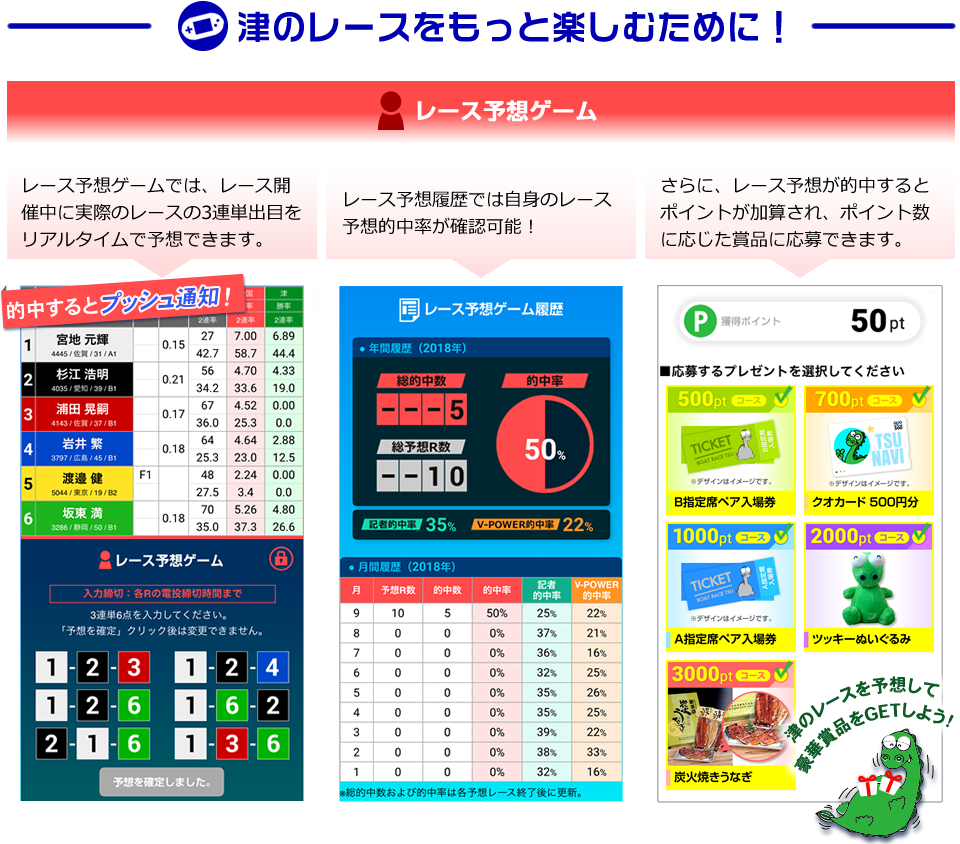 津のレースをもっと楽しむために！
レース予想ゲーム
レース予想ゲームでは、レース開
催中に実際のレースの3連単出目を
リアルタイムで予想できます。
的中するとプッシュ通知！
国 津
率 勝率
2連率 2連率 2連率
1 宮地 元輝 0.15 27 7.00 6.89
4445 / 佐賀 / 31 / A1 42.7 58.7 44.4
2 杉江 浩明 0.21 56 4.70 4.33
4035 / 愛知 / 39 / B1 34.2 33.6 19.0
3 浦田 晃嗣 0.17 67 4.52 0.00
4143 / 佐賀 / 37 / B1 36.0 25.3 0.0
4 岩井 繁 0.18 64 4.64 2.88
3797 / 広島 / 45 / B1 25.3 23.0 12.5
5 渡邉 健 F1 48 2.24 0.00
5044 / 東京 / 19 / B2 27.5 3.4 0.0
6 坂東 満 0.18 70 5.26 4.80
3286 / 静岡 / 50 / B1 35.0 37.3 26.6
レース予想ゲーム
入力締切：各Rの電投締切時間まで
3連単6点を入力してください。
「予想を確定」クリック後は変更できません。
1-2-3 1-2-4
1-2-6 1-6-2
2-1-6 1-3-6
予想を確定しました。
レース予想履歴では自身のレース
予想的中率が確認可能！
レース予想ゲーム履歴
● 年間履歴（2018年）
総的中数
---5
総予想R数
--10
的中率
50%
記者的中率 35% V-POWER的中率 22%
● 月間履歴（2018年）
月 予想R数 的中数 的中率 記者的中率 V-POWER的中率
9 10 5 50% 25% 22%
8 0 0 0% 37% 21%
7 0 0 0% 36% 16%
6 0 0 0% 32% 25%
5 0 0 0% 35% 26%
4 0 0 0% 35% 25%
3 0 0 0% 39% 22%
2 0 0 0% 38% 33%
1 0 0 0% 32% 16%
※総的中数および的中率は各予想レース終了後に更新。
さらに、レース予想が的中すると
ポイントが加算され、ポイント数
に応じた賞品に応募できます。
P 獲得ポイント 50pt
■応募するプレゼントを選択してください
500pt コース
TICKET
BOAT RACE TSU
B指定席入場券
※デザインはイメージです。
B指定席ペア入場券
700pt コース
QUO
500
TSU
NAVI
※デザインはイメージです。
クオカード 500円分
1000pt コース
TICKET
BOAT RACE TSU
A指定席入場券
※デザインはイメージです。
A指定席ペア入場券
2000pt コース
ツッキーぬいぐるみ
3000pt コース
炭火焼きうなぎ
津のレースを予想して
豪華賞品をGETしよう！